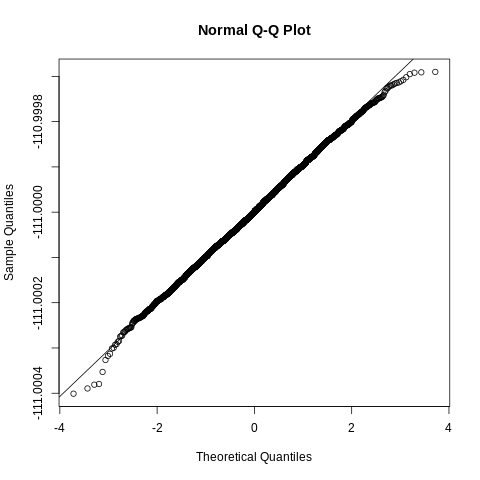 Normal Q-Q Plot
Sample Quantiles
-110.9998
-111.0000
-111.0002
-111.0004
-4 -2 0 2 4
Theoretical Quantiles